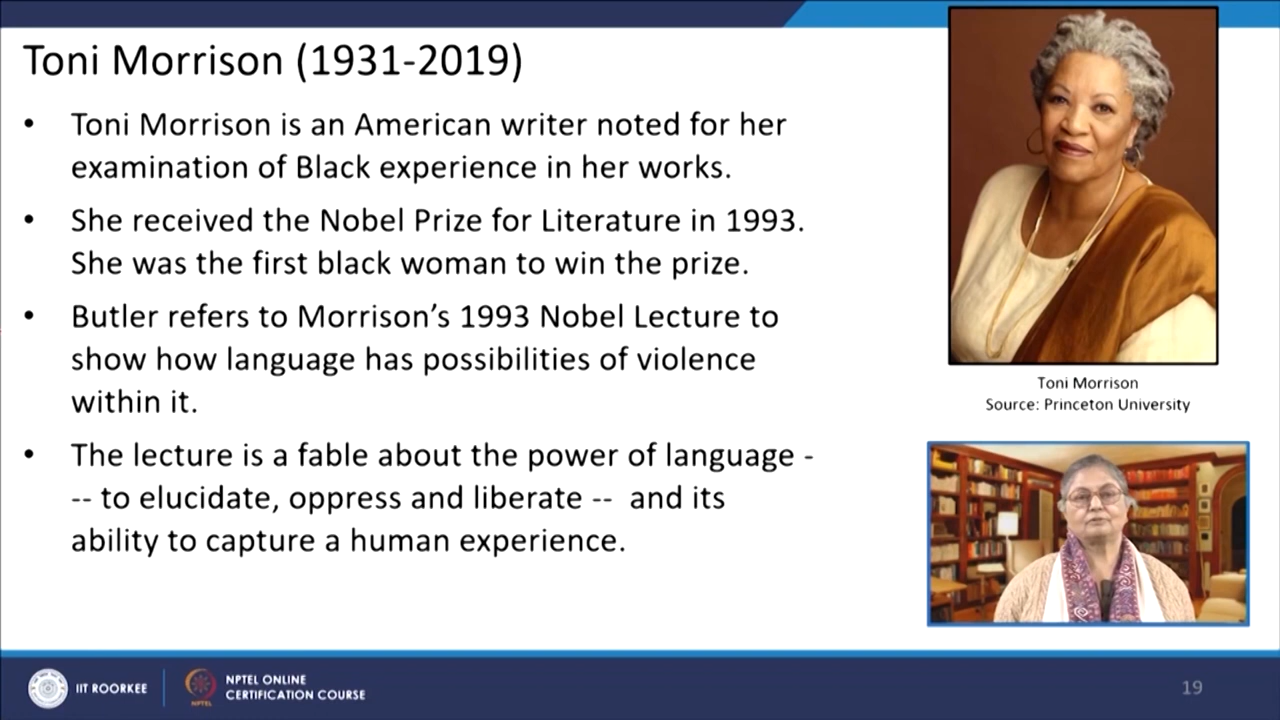 Toni Morrison (1931-2019)
• Toni Morrison is an American writer noted for her
examination of Black experience in her works.
• She received the Nobel Prize for Literature in 1993.
She was the first black woman to win the prize.
• Butler refers to Morrison’s 1993 Nobel Lecture to
show how language has possibilities of violence
within it.
• The lecture is a fable about the power of language -
-- to elucidate, oppress and liberate -- and its
ability to capture a human experience.
Toni Morrison
Source: Princeton University
IIT ROORKEE
NPTEL
NPTEL ONLINE
CERTIFICATION COURSE
19